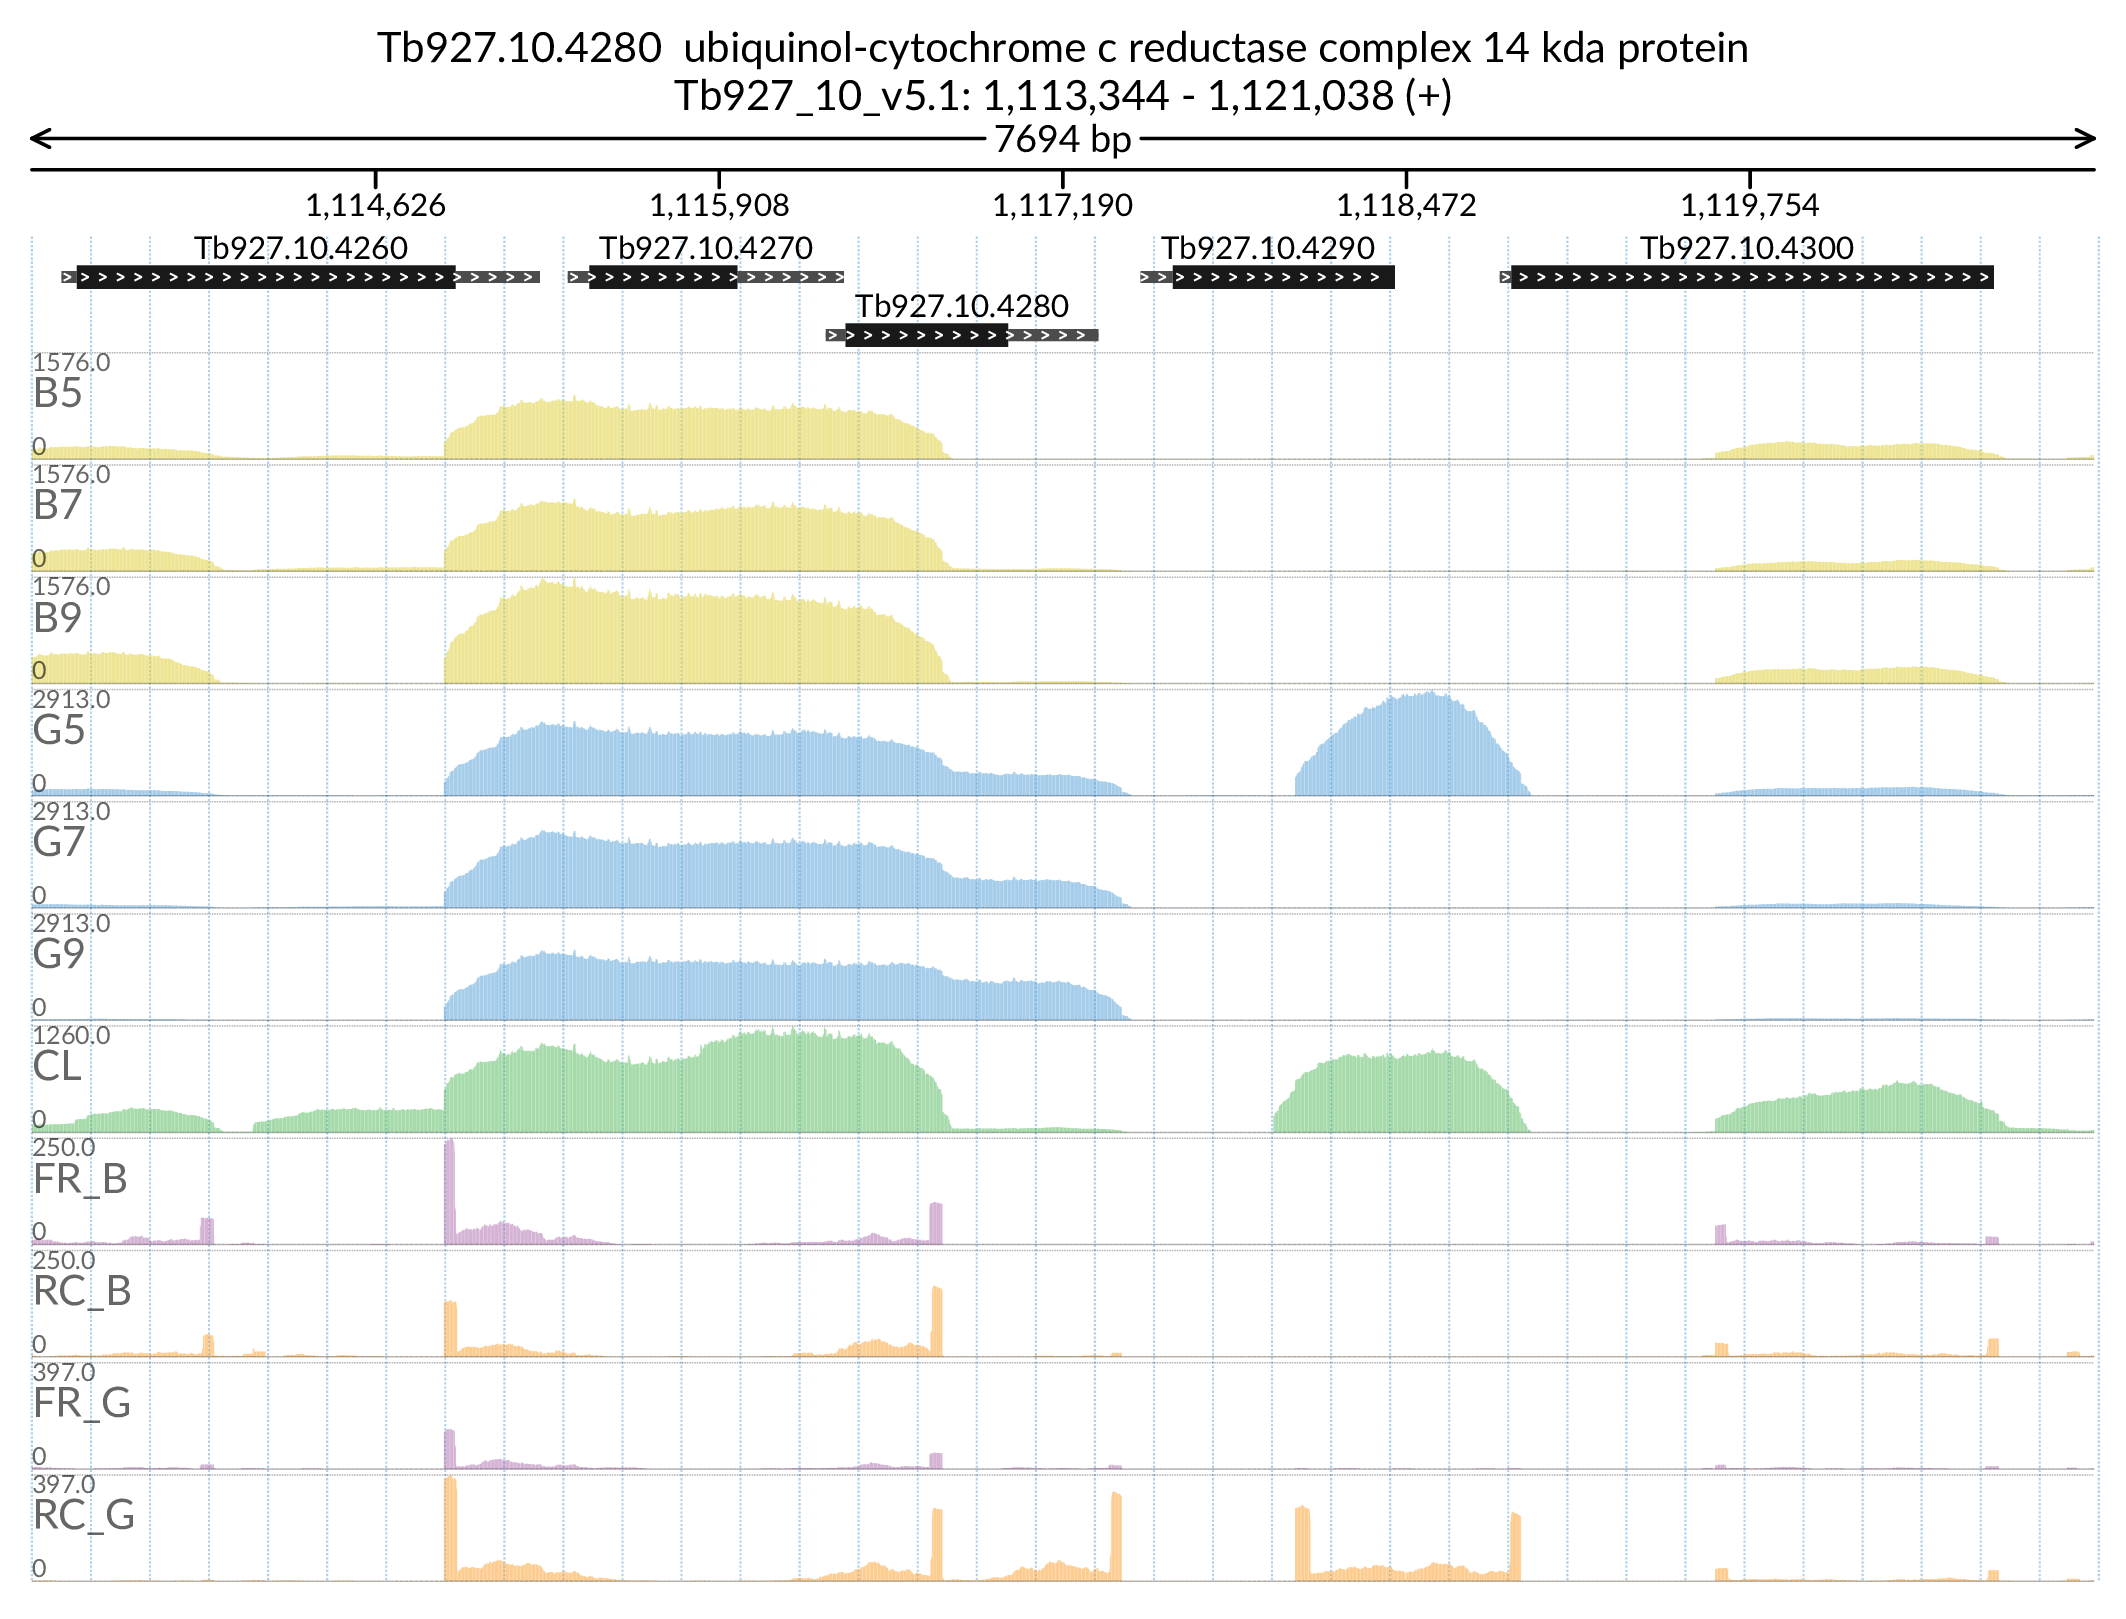 Tb927.10.4280  ubiquinol-cytochrome c reductase complex 14 kda protein
Tb927_10_v5.1: 1,113,344 - 1,121,038 (+)
7694 bp
1,114,626 1,115,908 1,117,190 1,118,472 1,119,754
Tb927.10.4260 Tb927.10.4270 Tb927.10.4290 Tb927.10.4300
Tb927.10.4280
1576.0
B5
0
1576.0
B7
0
1576.0
B9
0
2913.0
G5
0
2913.0
G7
0
2913.0
G9
0
1260.0
CL
0
250.0
FR_B
0
250.0
RC_B
0
397.0
FR_G
0
397.0
RC_G
0